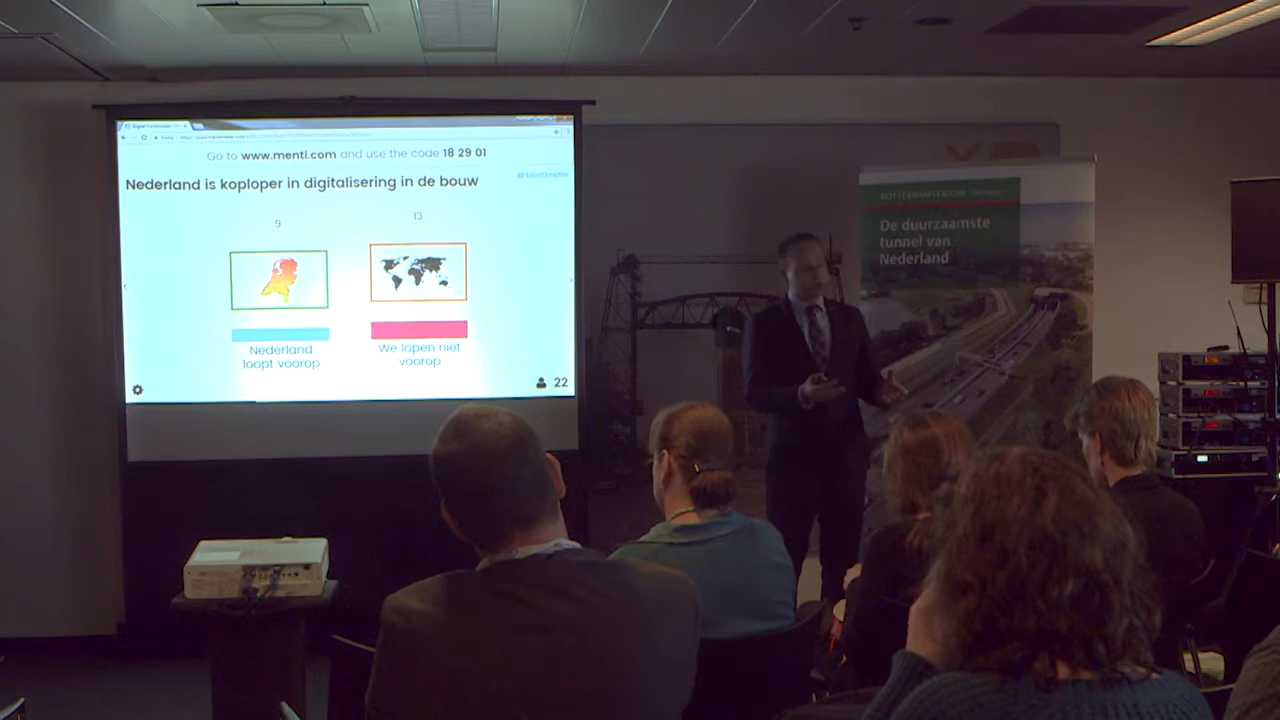 Go to www.menti.com and use the code 18 29 01
Nederland is koploper in digitalisering in de bouw
9
13
Nederland
loopt voorop
We lopen niet
voorop
22
De duurzaamste
tunnel van
Nederland